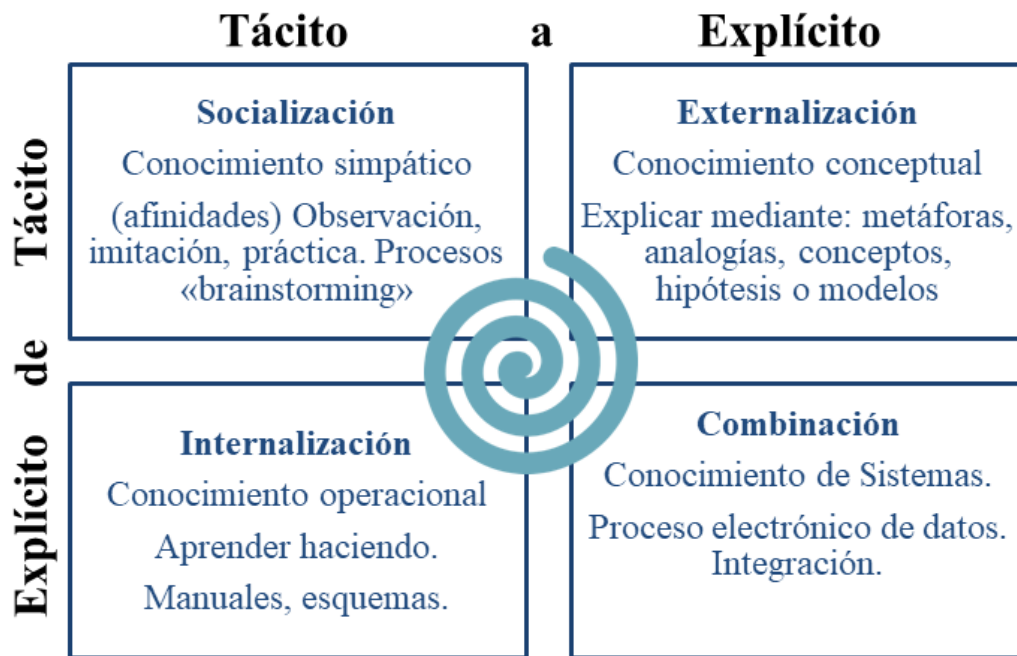 Tácito a Explícito
Tácito
Socialización
Conocimiento simpático
(afinidades) Observación,
imitación, práctica. Procesos
«brainstorming»
Externalización
Conocimiento conceptual
Explicar mediante: metáforas,
analogías, conceptos,
hipótesis o modelos
de
Explícito
Internalización
Conocimiento operacional
Aprender haciendo.
Manuales, esquemas.
Combinación
Conocimiento de Sistemas.
Proceso electrónico de datos.
Integración.